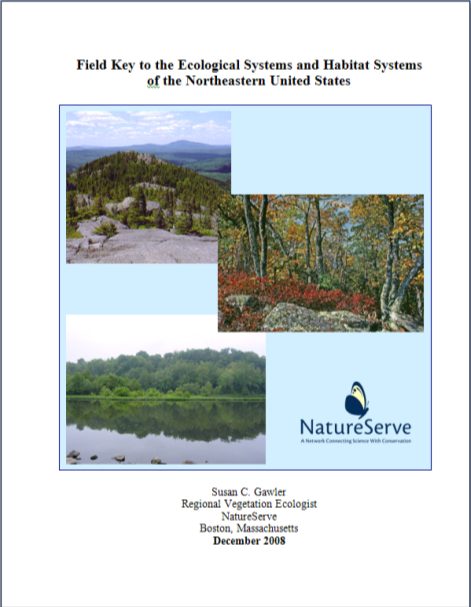 Field Key to the Ecological Systems and Habitat Systems
of the Northeastern United States
NatureServe
A Network Connecting Science With Conservation
Susan C. Gawler
Regional Vegetation Ecologist
NatureServe
Boston, Massachusetts
December 2008